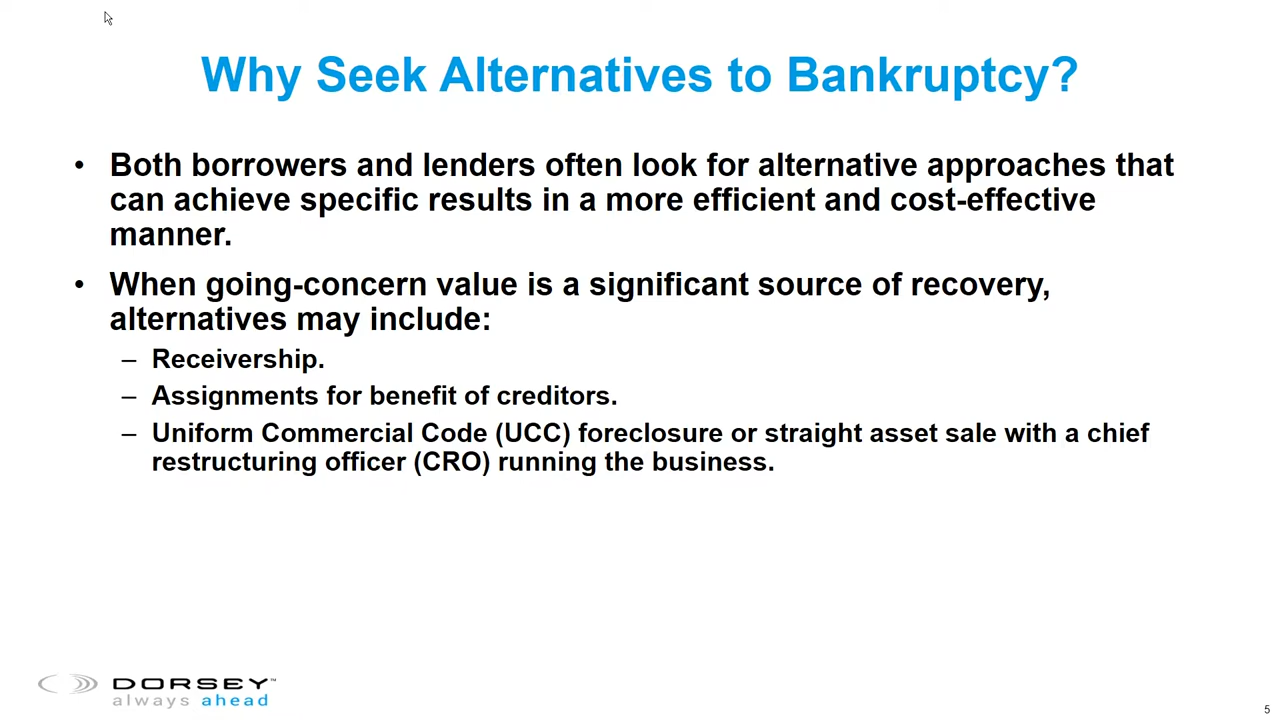 Why Seek Alternatives to Bankruptcy?
• Both borrowers and lenders often look for alternative approaches that
can achieve specific results in a more efficient and cost-effective
manner.
• When going-concern value is a significant source of recovery,
alternatives may include:
– Receivership.
– Assignments for benefit of creditors.
– Uniform Commercial Code (UCC) foreclosure or straight asset sale with a chief
restructuring officer (CRO) running the business.
DORSEY™
always ahead
5